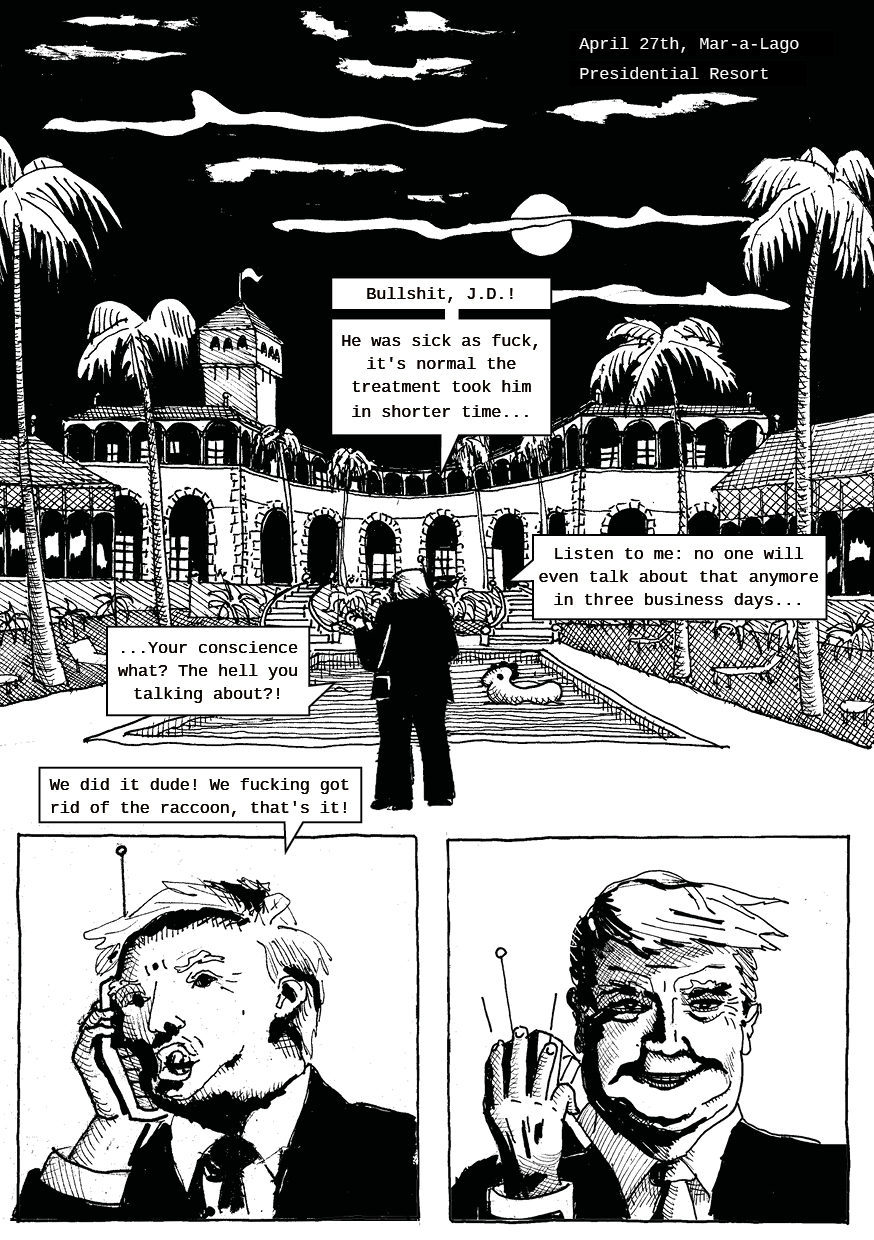 April 27th, Mar-a-Lago
Presidential Resort
Bullshit, J.D.!
He was sick as fuck,
it's normal the
treatment took him
in shorter time...
Listen to me: no one will
even talk about that anymore
in three business days...
...Your conscience
what? The hell you
talking about?!
We did it dude! We fucking got
rid of the raccoon, that's it!